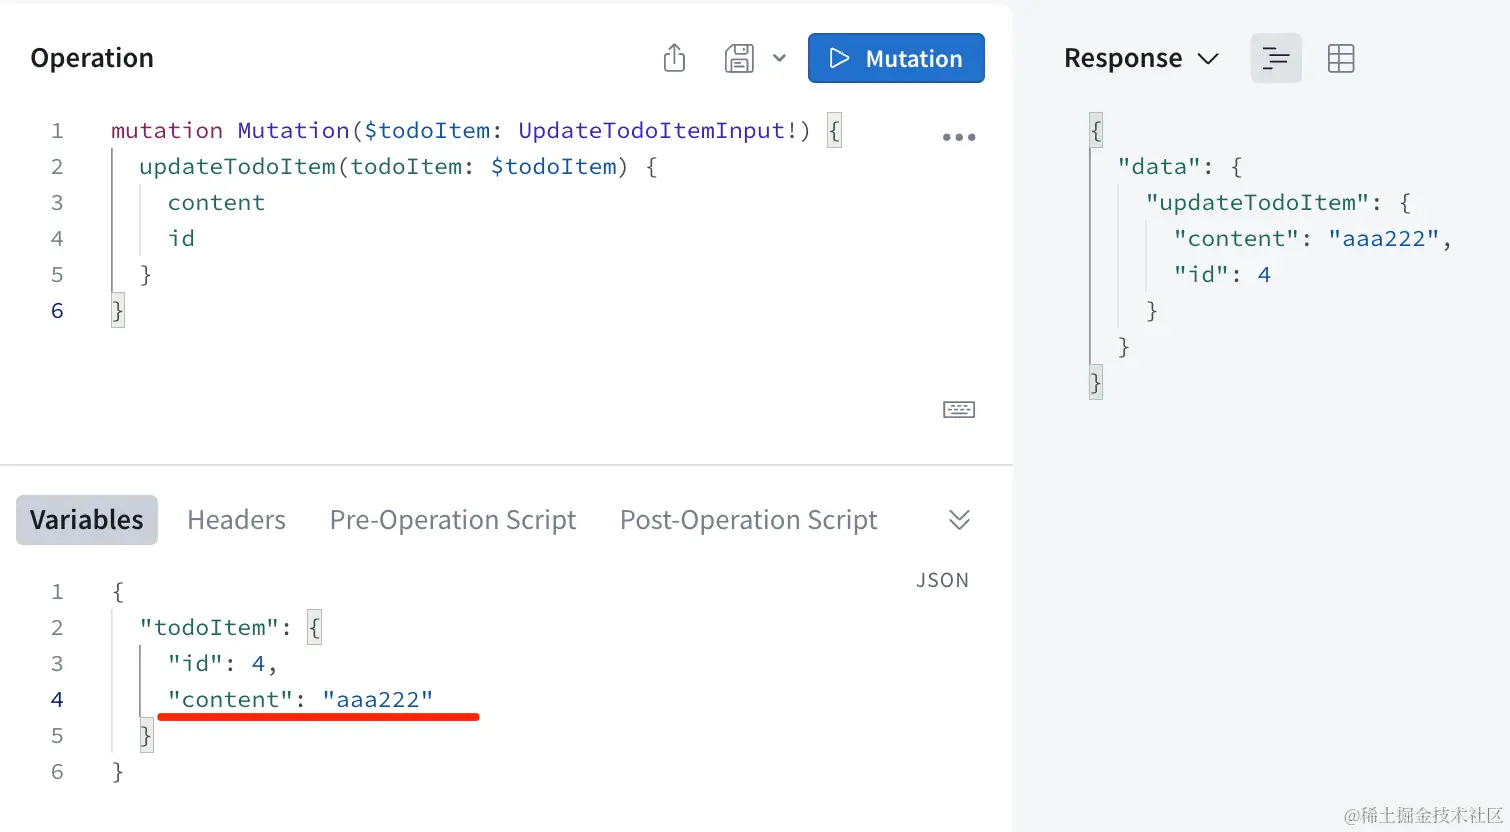 Operation
Mutation
1 mutation Mutation($todoItem: UpdateTodoItemInput!) {
2 updateTodoItem(todoItem: $todoItem) {
3 content
4 id
5 }
6 }
Variables Headers Pre-Operation Script Post-Operation Script
JSON
1 {
2 "todoItem": {
3 "id": 4,
4 "content": "aaa222"
5 }
6 }
Response
{
"data": {
"updateTodoItem": {
"content": "aaa222",
"id": 4
}
}
}
@稀土掘金技术社区